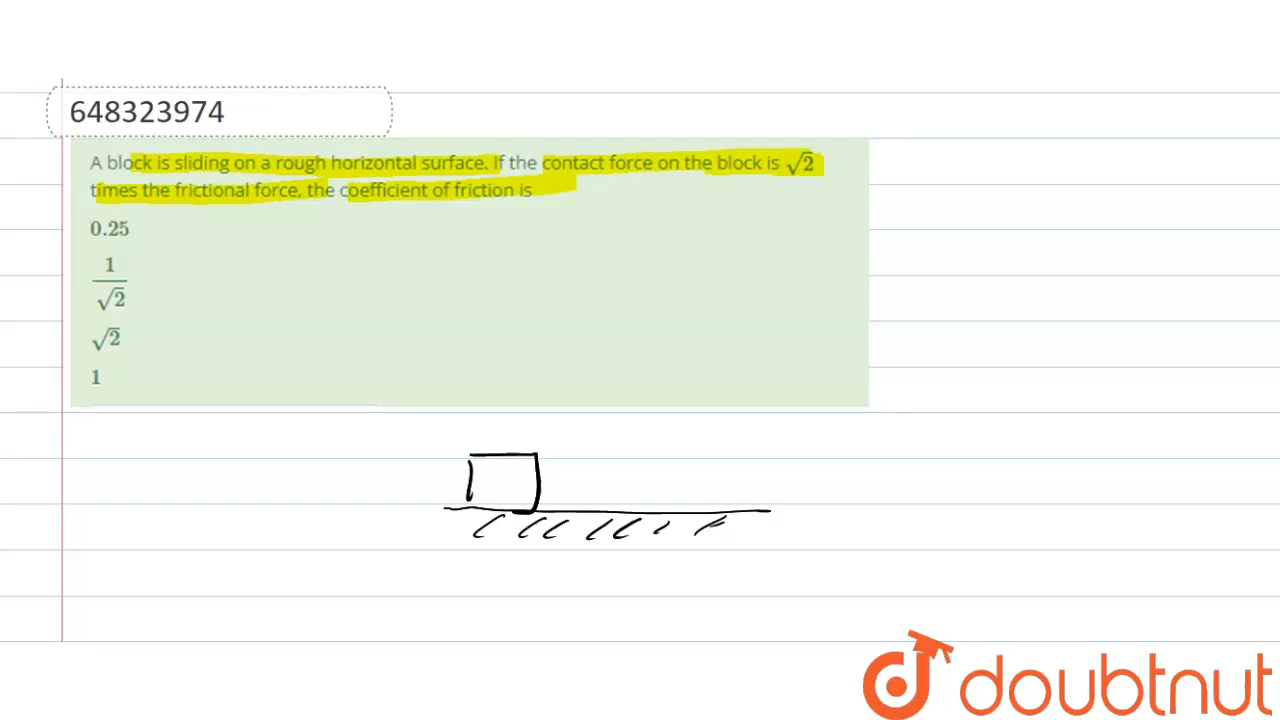 648323974
A block is sliding on a rough horizontal surface. If the contact force on the block is √2
times the frictional force, the coefficient of friction is
0.25
1/√2
√2
1
doubtnut